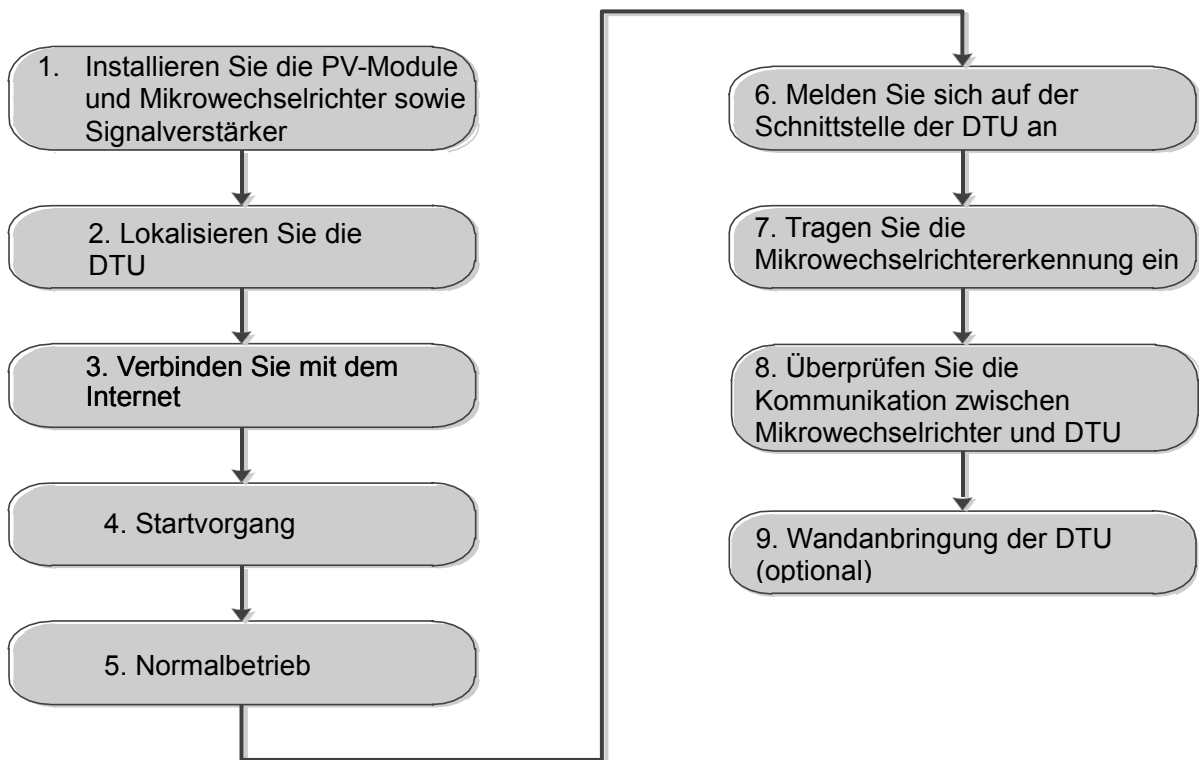 1. Installieren Sie die PV-Module
und Mikrowechselrichter sowie
Signalverstärker
2. Lokalisieren Sie die
DTU
3. Verbinden Sie mit dem
Internet
4. Startvorgang
5. Normalbetrieb
6. Melden Sie sich auf der
Schnittstelle der DTU an
7. Tragen Sie die
Mikrowechselrichtererkennung ein
8. Überprüfen Sie die
Kommunikation zwischen
Mikrowechselrichter und DTU
9. Wandanbringung der DTU
(optional)